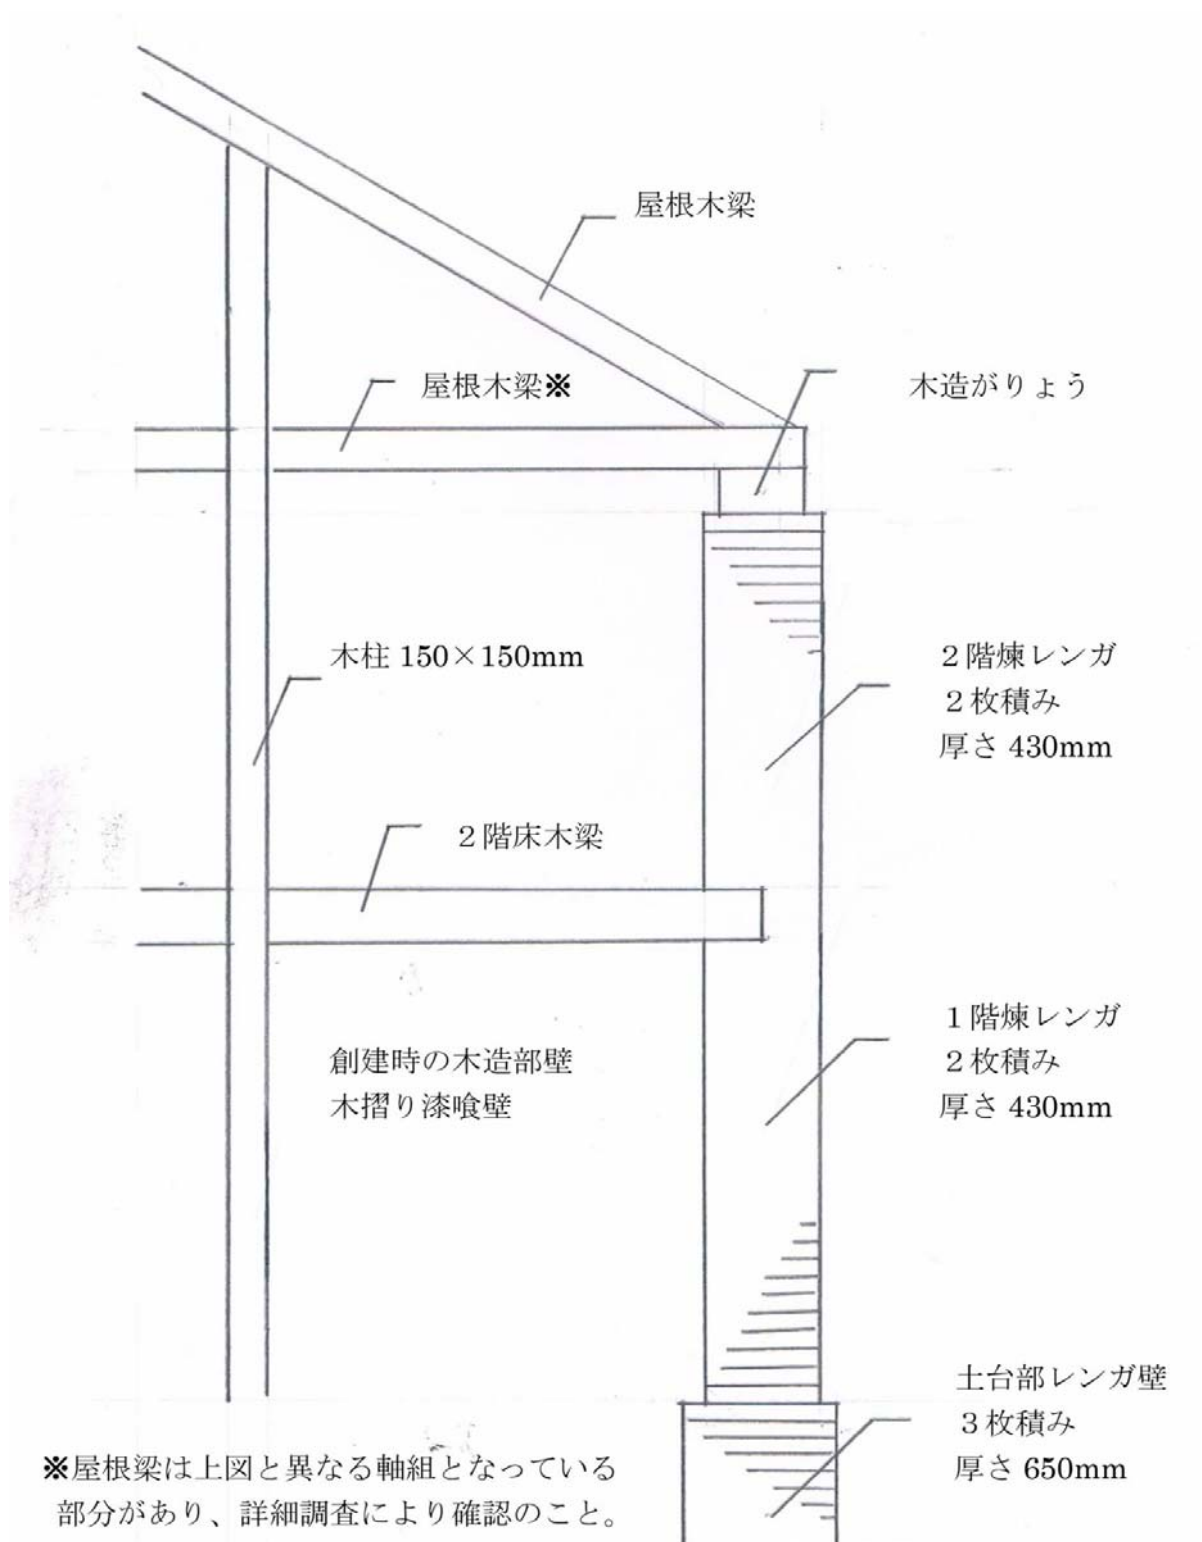 屋根木梁
屋根木梁※
木造がりょう
木柱 150×150mm
2階煉レンガ
2枚積み
厚さ 430mm
2階床木梁
1階煉レンガ
2枚積み
厚さ 430mm
創建時の木造部壁
木摺り漆喰壁
土台部レンガ壁
3枚積み
厚さ 650mm
※屋根梁は上図と異なる軸組となっている
部分があり、詳細調査により確認のこと。